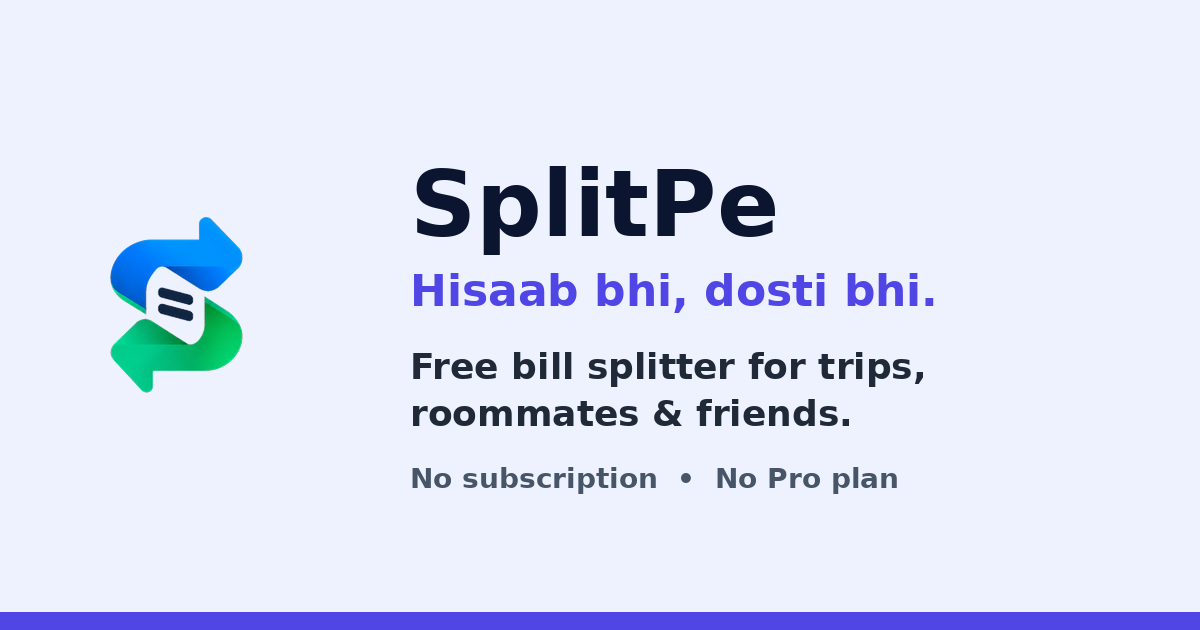 SplitPe
Hisaab bhi, dosti bhi.
Free bill splitter for trips,
roommates & friends.
No subscription • No Pro plan